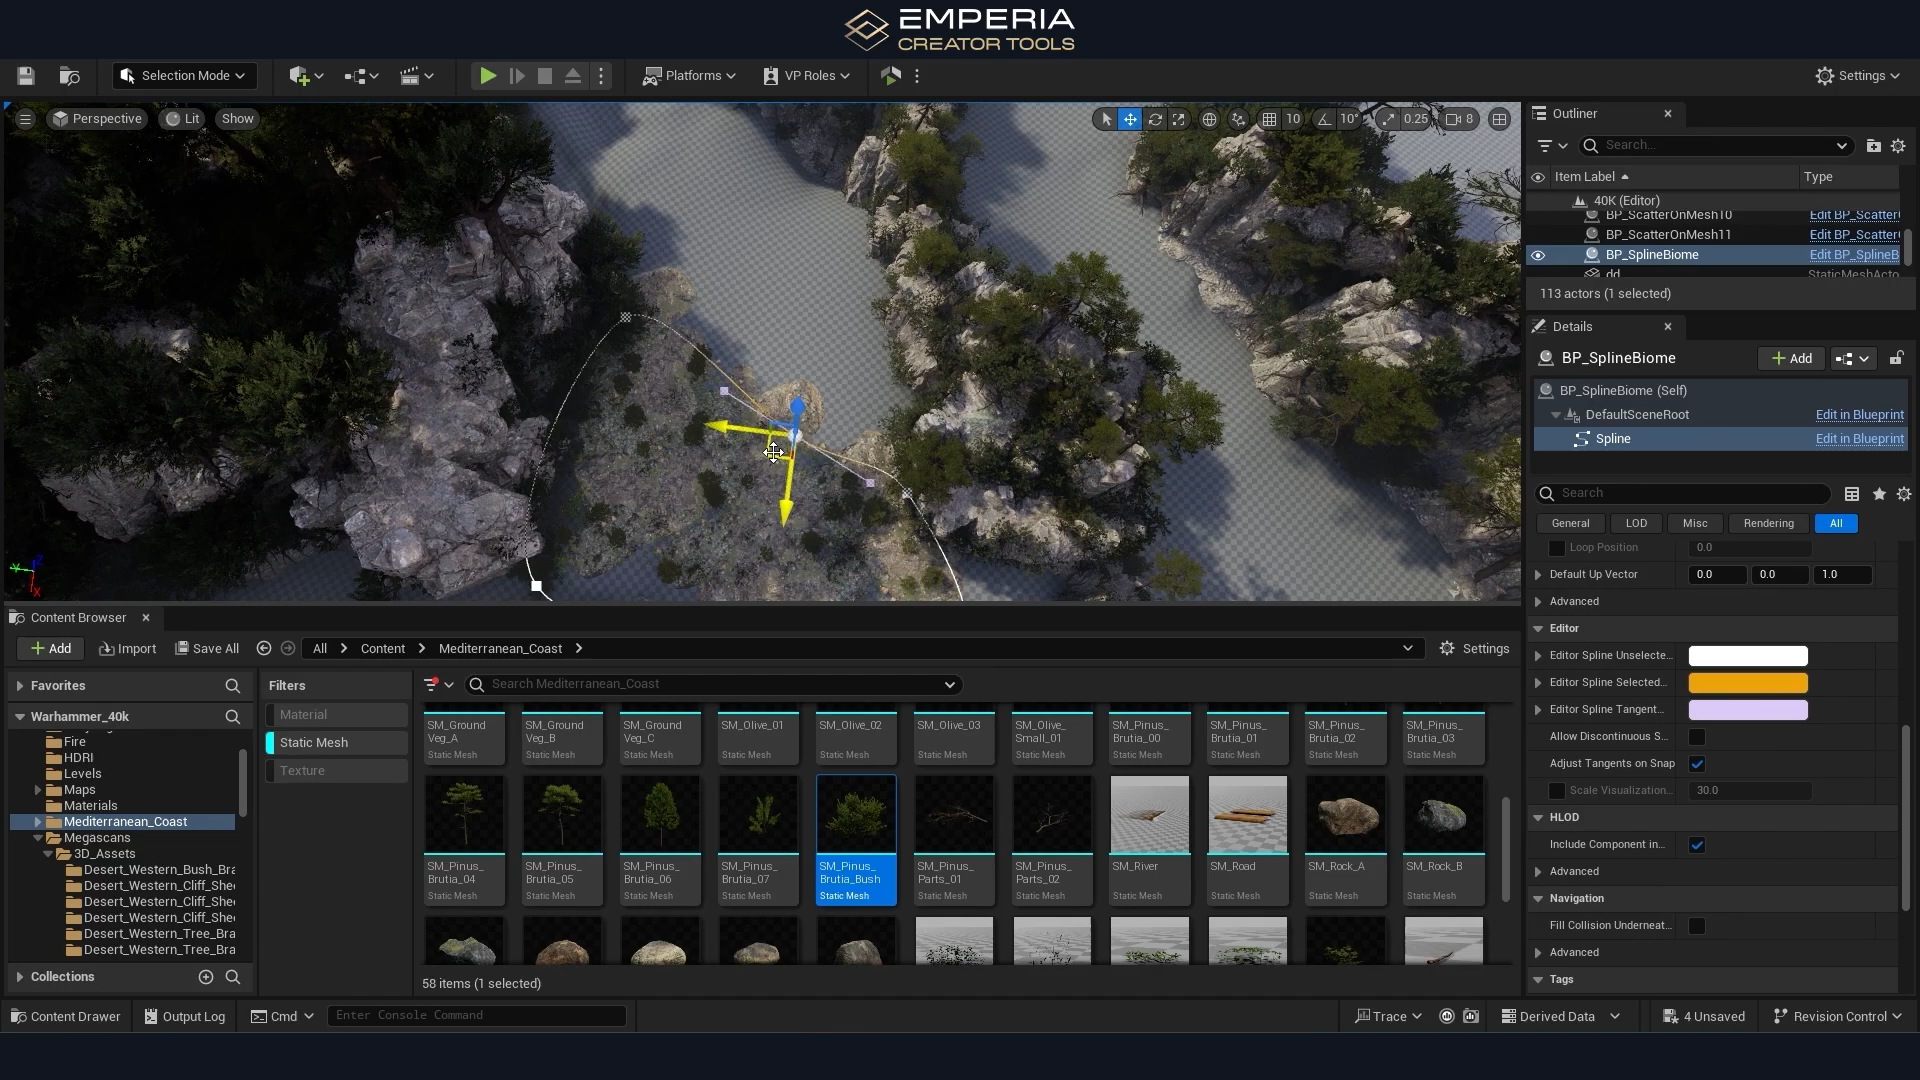 EMPERIA
CREATOR TOOLS
Selection Mode
Platforms
VP Roles
Settings
Perspective
Lit
Show
10
10°
0.25
8
Outliner
Search...
Item Label
Type
40K (Editor)
BP_ScatterOnMesh10
Edit BP_Scatter(
BP_ScatterOnMesh11
Edit BP_Scatter(
BP_SplineBiome
Edit BP_SplineB
dd
StaticMeshActo
113 actors (1 selected)
Details
BP_SplineBiome
Add
BP_SplineBiome (Self)
DefaultSceneRoot
Edit in Blueprint
Spline
Edit in Blueprint
Search
General
LOD
Misc
Rendering
All
Loop Position
0.0
Default Up Vector
0.0
0.0
1.0
Advanced
Editor
Editor Spline Unselecte...
Editor Spline Selected...
Editor Spline Tangent...
Allow Discontinuous S...
Adjust Tangents on Snap
Scale Visualization...
30.0
HLOD
Include Component in...
Advanced
Navigation
Fill Collision Underneat...
Advanced
Tags
Content Browser
Add
Import
Save All
All
Content
Mediterranean_Coast
Settings
Favorites
Warhammer_40k
Fire
HDRI
Levels
Maps
Materials
Mediterranean_Coast
Megascans
3D_Assets
Desert_Western_Bush_Bra
Desert_Western_Cliff_Shee
Desert_Western_Cliff_Shee
Desert_Western_Cliff_Shee
Desert_Western_Tree_Bra
Desert_Western_Tree_Bra
Collections
Filters
Material
Static Mesh
Texture
Search Mediterranean_Coast
SM_Ground
Veg_A
Static Mesh
SM_Ground
Veg_B
Static Mesh
SM_Ground
Veg_C
Static Mesh
SM_Olive_01
Static Mesh
SM_Olive_02
Static Mesh
SM_Olive_03
Static Mesh
SM_Olive_
Small_01
Static Mesh
SM_Pinus_
Brutia_00
Static Mesh
SM_Pinus_
Brutia_01
Static Mesh
SM_Pinus_
Brutia_02
Static Mesh
SM_Pinus_
Brutia_03
Static Mesh
SM_Pinus_
Brutia_04
Static Mesh
SM_Pinus_
Brutia_05
Static Mesh
SM_Pinus_
Brutia_06
Static Mesh
SM_Pinus_
Brutia_07
Static Mesh
SM_Pinus_
Brutia_Bush
Static Mesh
SM_Pinus_
Parts_01
Static Mesh
SM_Pinus_
Parts_02
Static Mesh
SM_River
Static Mesh
SM_Road
Static Mesh
SM_Rock_A
Static Mesh
SM_Rock_B
Static Mesh
58 items (1 selected)
Content Drawer
Output Log
Cmd
Enter Console Command
Trace
Derived Data
4 Unsaved
Revision Control